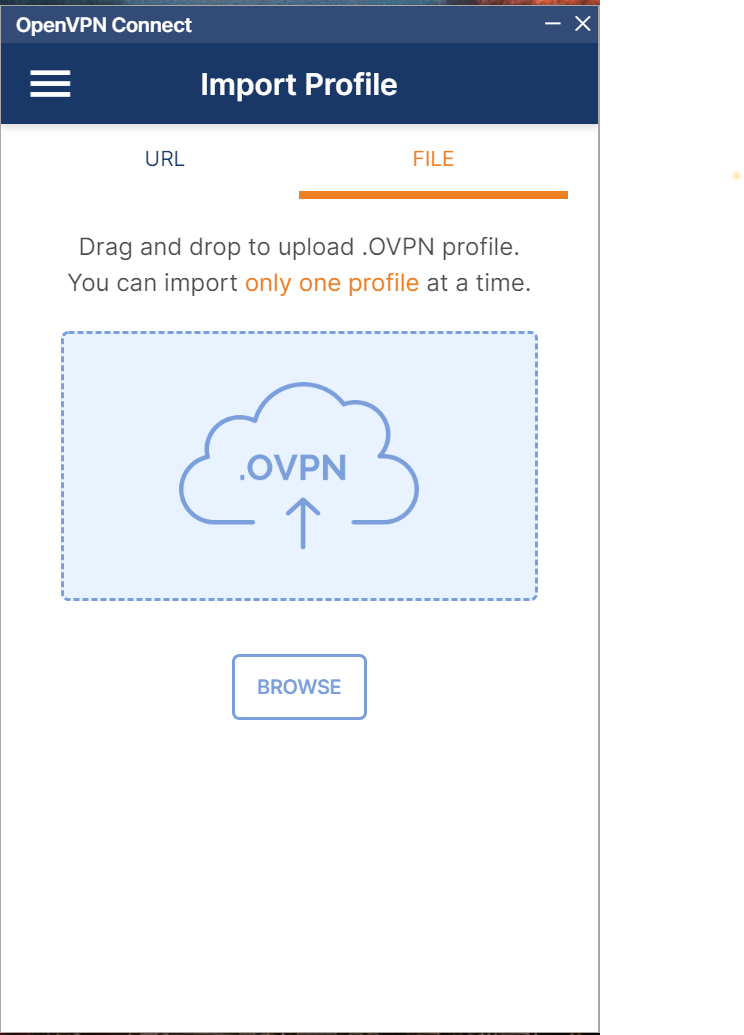 OpenVPN Connect
Import Profile
URL
FILE
Drag and drop to upload .OVPN profile.
You can import only one profile at a time.
.OVPN
BROWSE